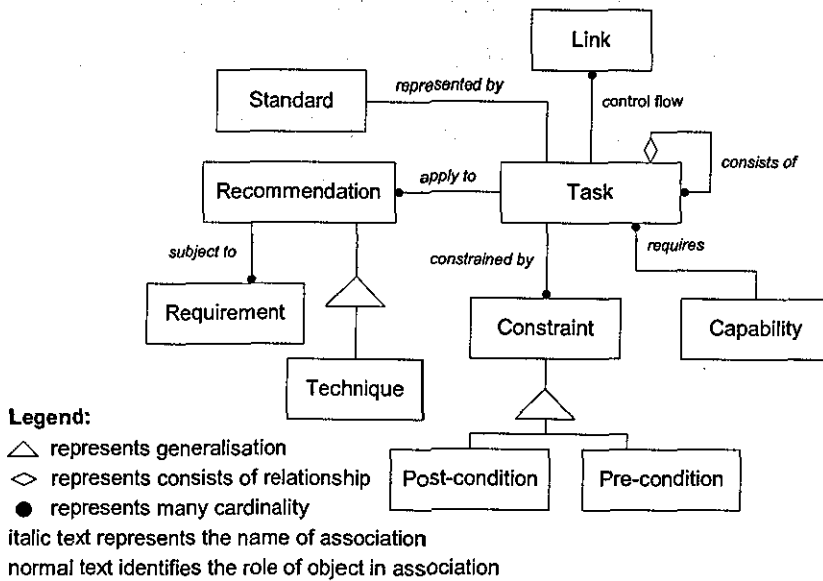 Link
represented by
Standard
control flow
consists of
Recommendation
apply to
Task
subject to
constrained by
requires
Requirement
Constraint
Capability
Technique
Legend:
represents generalisation
represents consists of relationship
Post-condition
Pre-condition
represents many cardinality
italic text represents the name of association
normal text identifies the role of object in association